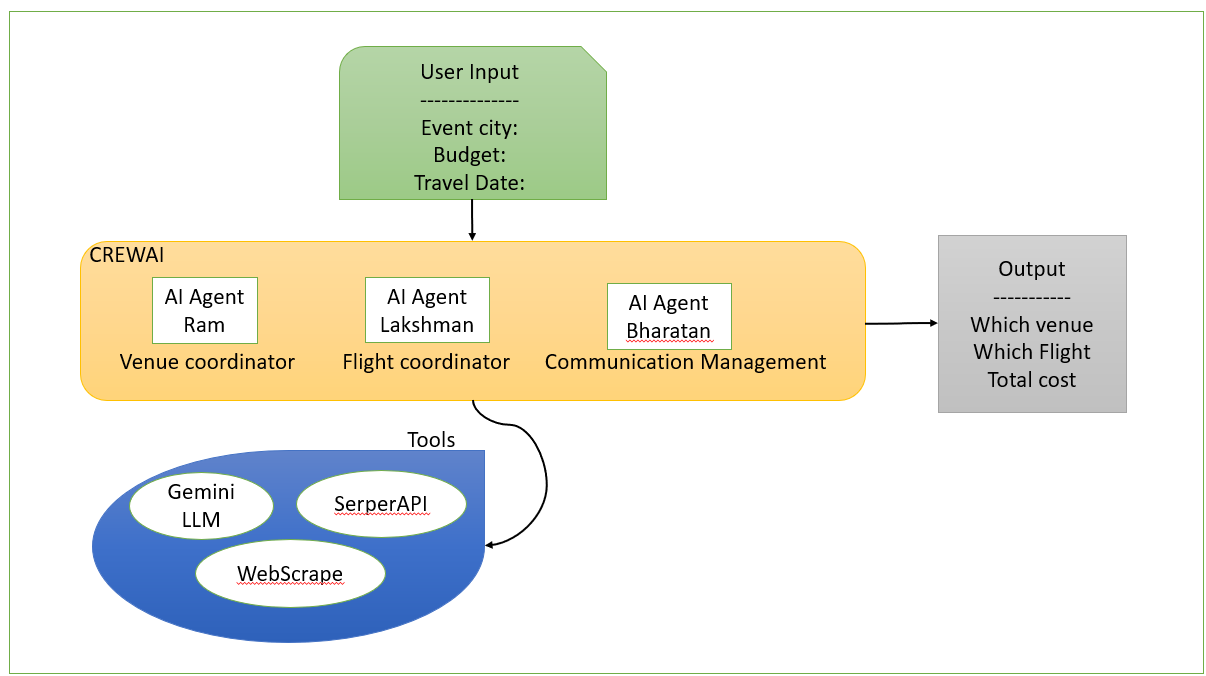 User Input
--------------
Event city:
Budget:
Travel Date:
CREWAI
AI Agent
Ram
Venue coordinator
AI Agent
Lakshman
Flight coordinator
AI Agent
Bharatan
Communication Management
Output
-----------
Which venue
Which Flight
Total cost
Tools
Gemini
LLM
SerperAPI
WebScrape